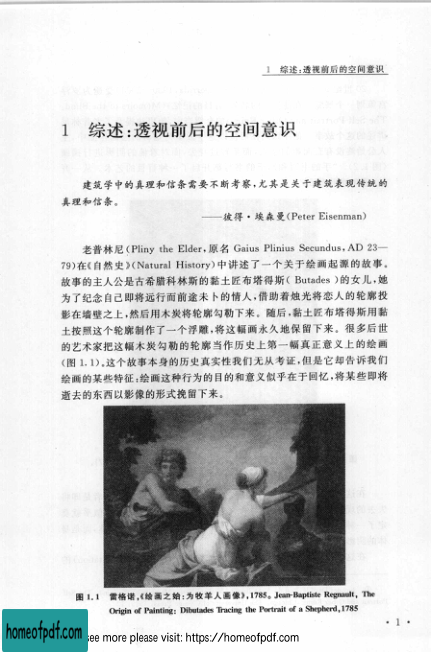 1 综述:透视前后的空间意识
1 综述:透视前后的空间意识
建筑学中的真理和信条需要不断考察,尤其是关于建筑表现传统的
真理和信条。
——彼得·埃森曼(Peter Eisenman)
老普林尼(Pliny the Elder,原名 Gaius Plinius Secundus,AD 23—
79)在《自然史》(Natural History)中讲述了一个关于绘画起源的故事。
故事的主人公是古希腊科林斯的黏土匠布塔得斯( Butades )的女儿,她
为了纪念自己即将远行而前途未卜的情人,借助着烛光将恋人的轮廓投
影在墙壁之上,然后用木炭将轮廓勾勒下来。随后,黏土匠布塔得斯用黏
土按照这个轮廓制作了一个浮雕,将这幅画永久地保留下来。很多后世
的艺术家把这幅木炭勾勒的轮廓当作历史上第一幅真正意义上的绘画
(图 1.1)。这个故事本身的历史真实性我们无从考证,但是它却告诉我们
绘画的某些特征:绘画这种行为的目的和意义似乎在于回忆,将某些即将
逝去的东西以影像的形式挽留下来。
图 1.1 雷格诺,《绘画之始:为牧羊人画像》,1785。Jean-Baptiste Regnault, The
Origin of Painting: Dibutades Tracing the Portrait of a Shepherd,1785
· 1 ·
homeofpdf.com
see more please visit: https://homeofpdf.com